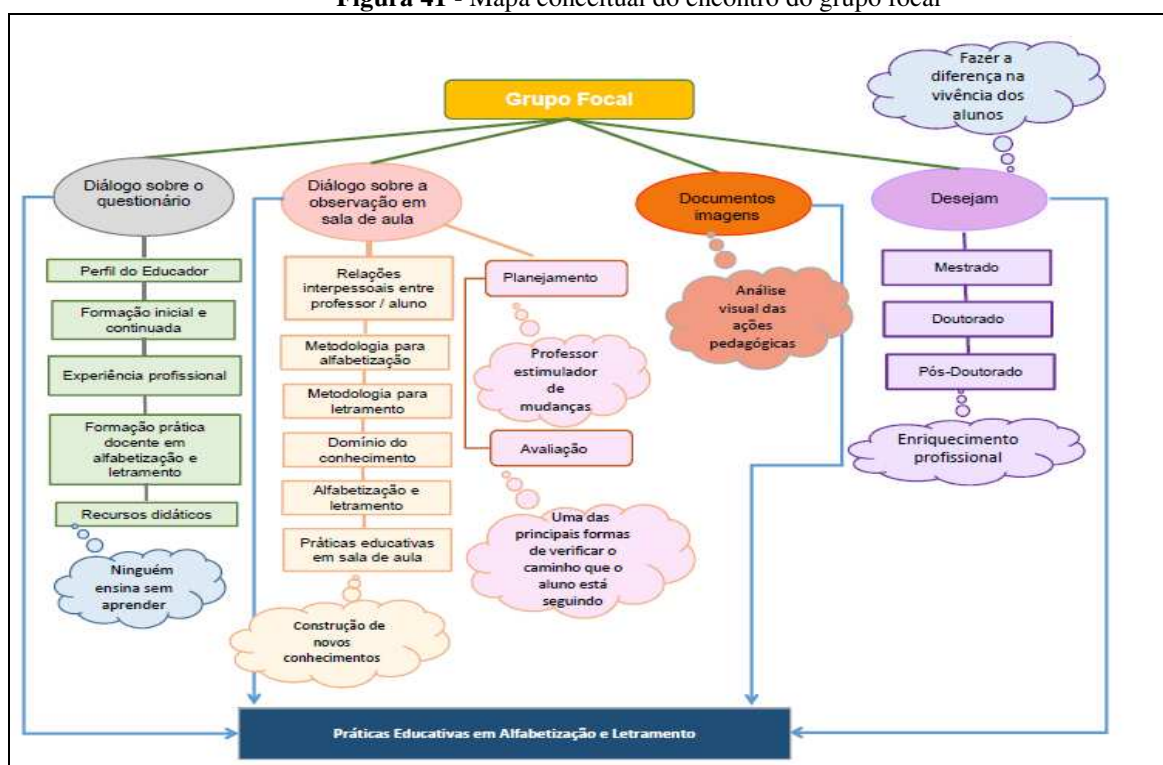 Figura 41 - Mapa conceitual do encontro do grupo focal
Grupo Focal
Fazer a
diferença na
vivência dos
alunos
Diálogo sobre o
questionário
Perfil do Educador
Formação inicial e
continuada
Experiência profissional
Formação prática
docente em
alfabetização e
letramento
Recursos didáticos
Ninguém
ensina sem
aprender
Diálogo sobre a
observação em
sala de aula
Relações
interpessoais entre
professor / aluno
Metodologia para
alfabetização
Metodologia para
letramento
Domínio do
conhecimento
Alfabetização e
letramento
Práticas educativas
em sala de aula
Construção de
novos
conhecimentos
Planejamento
Professor
estimulador
de
mudanças
Avaliação
Uma das
principais formas
de verificar o
caminho que o
aluno está
seguindo
Documentos
imagens
Análise
visual das
ações
pedagógicas
Desejam
Mestrado
Doutorado
Pós-Doutorado
Enriquecimento
profissional
Práticas Educativas em Alfabetização e Letramento